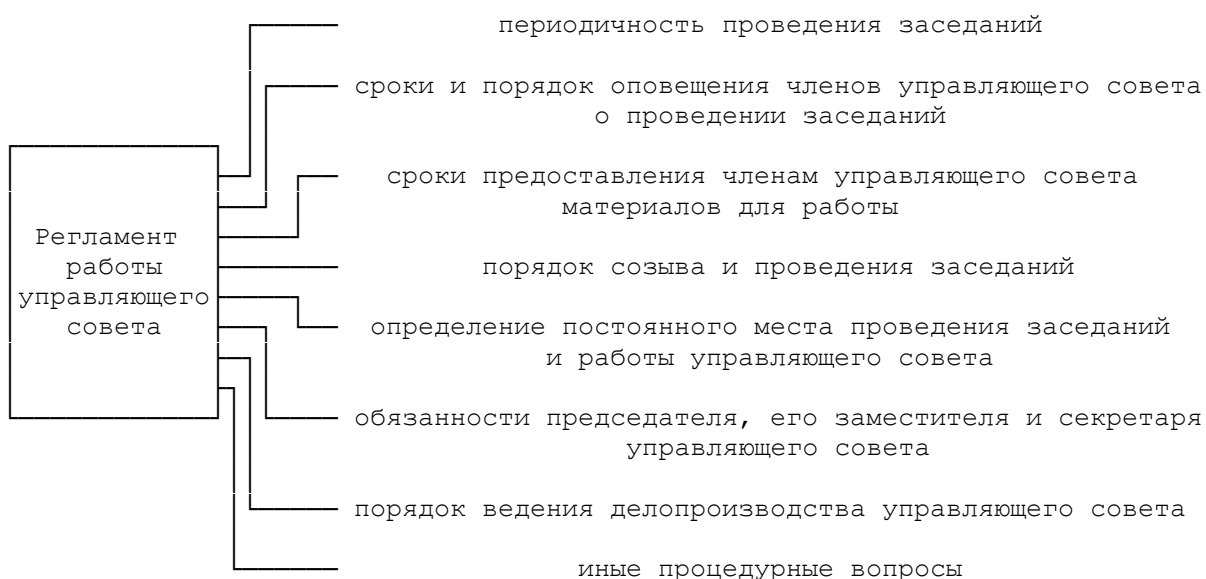 периодичность проведения заседаний
сроки и порядок оповещения членов управляющего совета
о проведении заседаний
сроки предоставления членам управляющего совета
материалов для работы
Регламент
работы
управляющего
совета
порядок созыва и проведения заседаний
определение постоянного места проведения заседаний
и работы управляющего совета
обязанности председателя, его заместителя и секретаря
управляющего совета
порядок ведения делопроизводства управляющего совета
иные процедурные вопросы